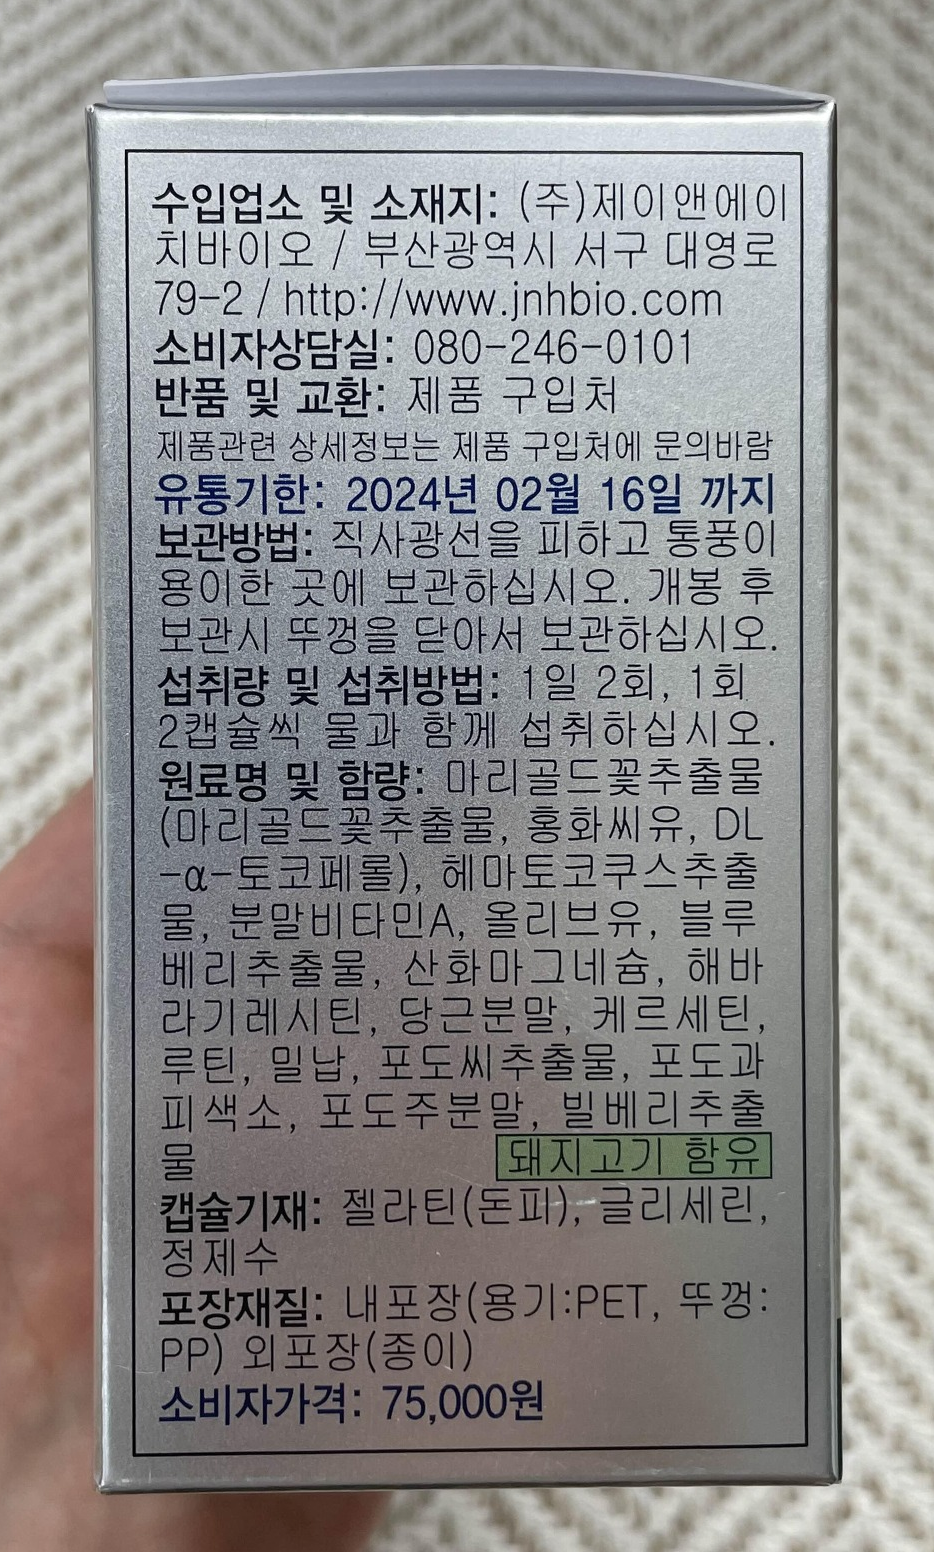 수입업소 및 소재지: (주)제이앤에이
치바이오 / 부산광역시 서구 대영로
79-2 / http://www.jnhbio.com
소비자상담실: 080-246-0101
반품 및 교환: 제품 구입처
제품관련 상세정보는 제품 구입처에 문의바람
유통기한: 2024년 02월 16일 까지
보관방법: 직사광선을 피하고 통풍이
용이한 곳에 보관하십시오. 개봉 후
보관시 뚜껑을 닫아서 보관하십시오.
섭취량 및 섭취방법: 1일 2회, 1회
2캡슐씩 물과 함께 섭취하십시오.
원료명 및 함량: 마리골드꽃추출물
(마리골드꽃추출물, 홍화씨유, DL
-α-토코페롤), 헤마토코쿠스추출
물, 분말비타민A, 올리브유, 블루
베리추출물, 산화마그네슘, 해바
라기레시틴, 당근분말, 케르세틴,
루틴, 밀납, 포도씨추출물, 포도과
피색소, 포도주분말, 빌베리추출
물 돼지고기 함유
캡슐기재: 젤라틴(돈피), 글리세린,
정제수
포장재질: 내포장(용기:PET, 뚜껑:
PP) 외포장(종이)
소비자가격: 75,000원